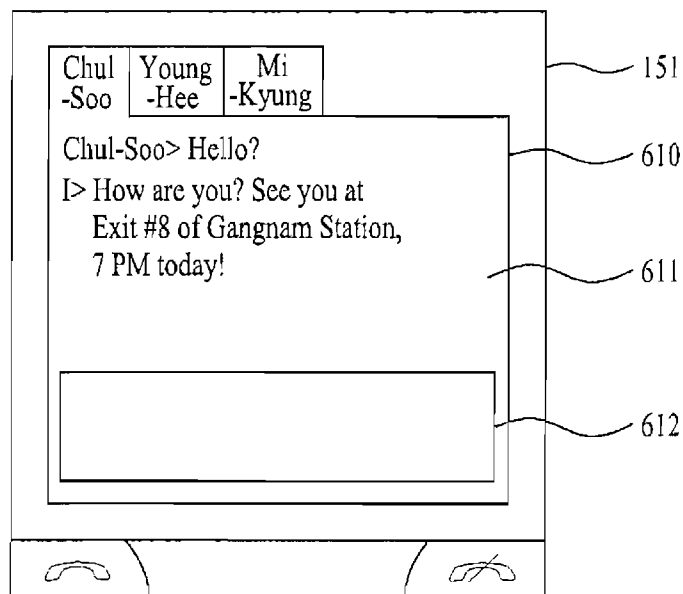 Chul
-Soo
Young
-Hee
Mi
-Kyung
151
Chul-Soo> Hello?
610
I> How are you? See you at
Exit #8 of Gangnam Station,
7 PM today!
611
612